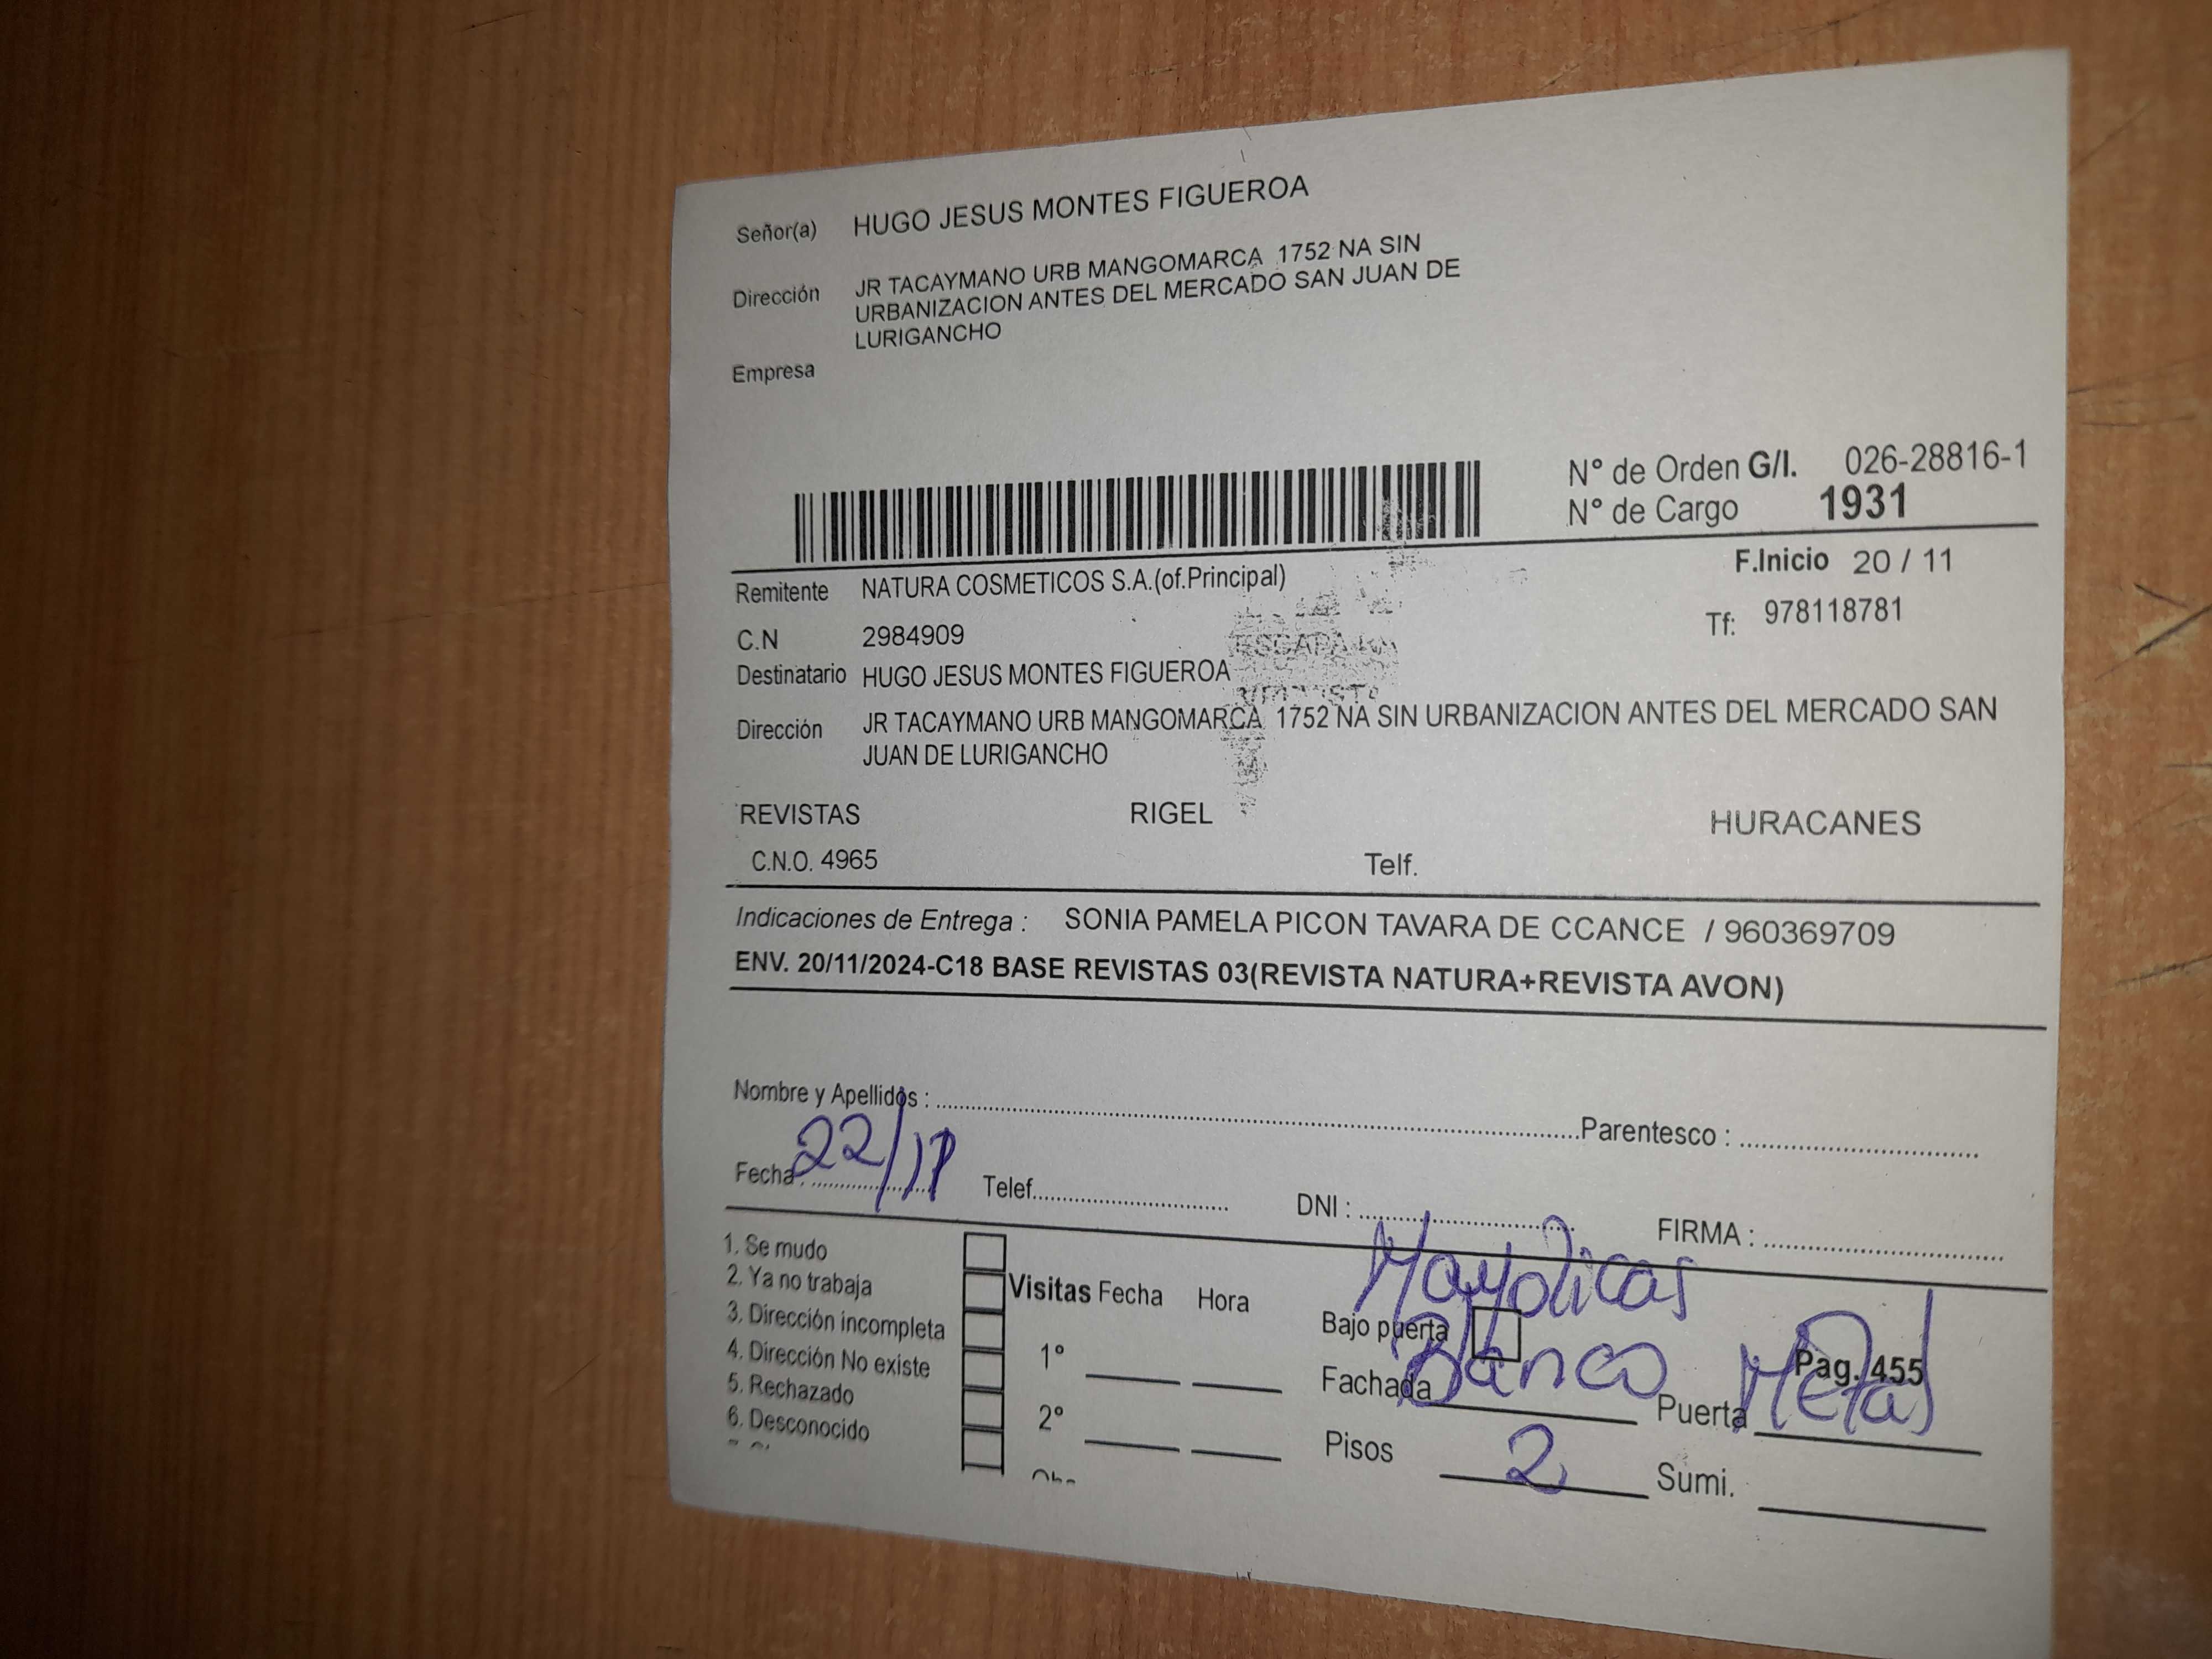 Señor(a) HUGO JESUS MONTES FIGUEROA
Dirección JR TACAYMANO URB MANGOMARCA 1752 NA SIN
URBANIZACION ANTES DEL MERCADO SAN JUAN DE
LURIGANCHO
Empresa
N° de Orden G/I. 026-28816-1
N° de Cargo 1931
F.Inicio 20 / 11
Remitente NATURA COSMETICOS S.A.(of.Principal)
Tf: 978118781
C.N 2984909
Destinatario HUGO JESUS MONTES FIGUEROA
Dirección JR TACAYMANO URB MANGOMARCA 1752 NA SIN URBANIZACION ANTES DEL MERCADO SAN
JUAN DE LURIGANCHO
REVISTAS RIGEL HURACANES
C.N.O. 4965 Telf.
Indicaciones de Entrega : SONIA PAMELA PICON TAVARA DE CCANCE / 960369709
ENV. 20/11/2024-C18 BASE REVISTAS 03(REVISTA NATURA+REVISTA AVON)
Nombre y Apellidos : Parentesco :
Fecha : 22/11 Telef. DNI : FIRMA :
1. Se mudo
2. Ya no trabaja
3. Dirección incompleta
4. Dirección No existe
5. Rechazado
6. Desconocido
Visitas Fecha Hora
1°
2°
Mayolicas
Bajo puerta
Fachada Blanco Puerta Metal
Pag. 455
Pisos 2 Sumi.